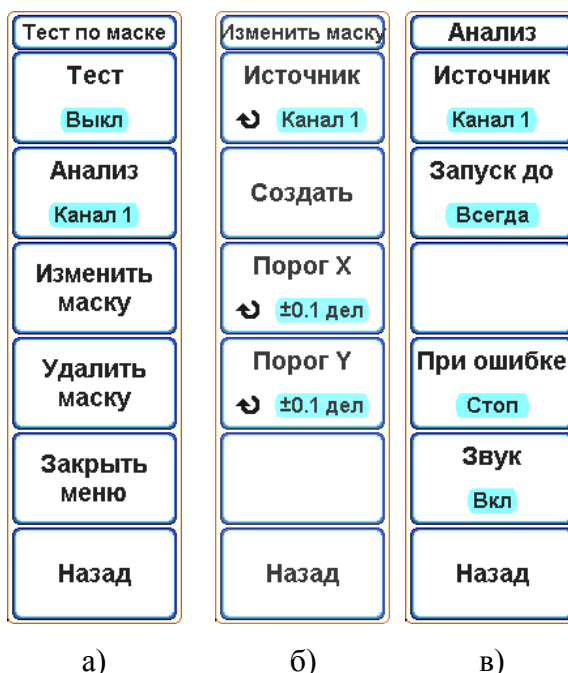 Тест по маске
Тест
Выкл
Анализ
Канал 1
Изменить
маску
Удалить
маску
Закрыть
меню
Назад
а)
Изменить маску
Источник
Канал 1
Создать
Порог X
±0.1 дел
Порог Y
±0.1 дел
Назад
б)
Анализ
Источник
Канал 1
Запуск до
Всегда
При ошибке
Стоп
Звук
Вкл
Назад
в)